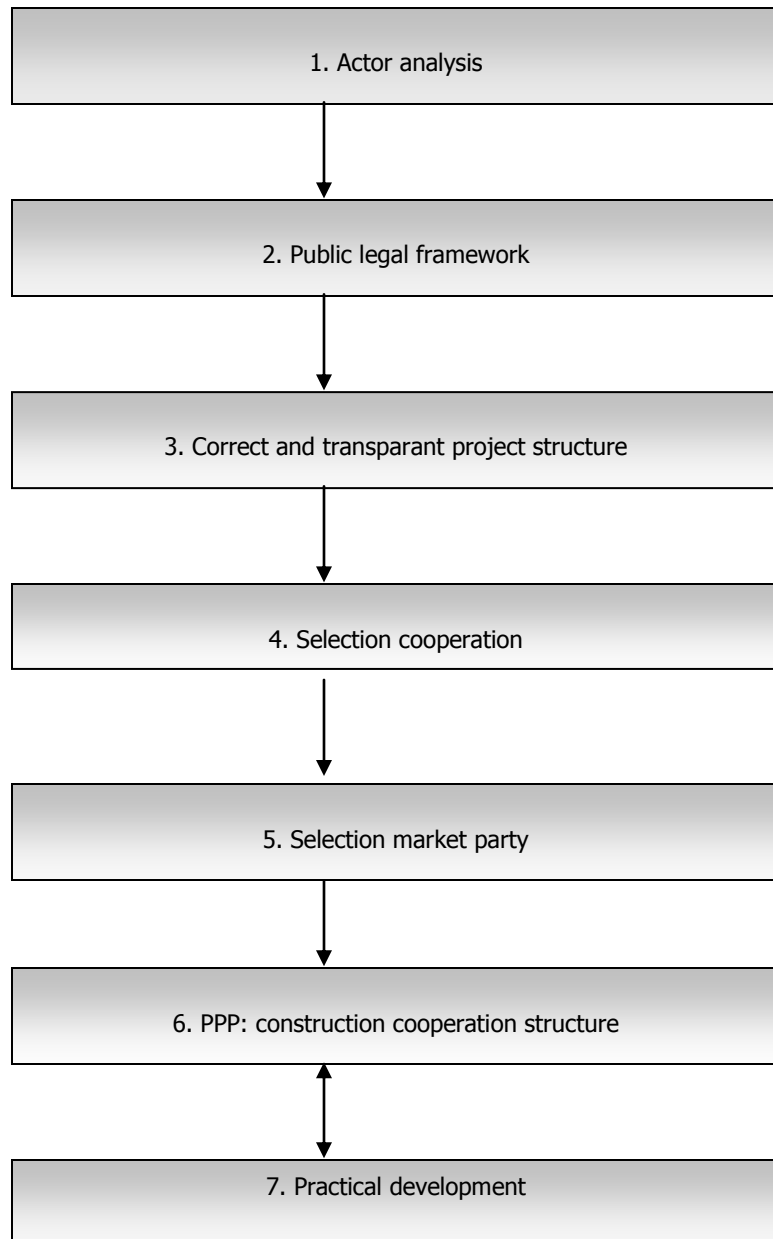 1. Actor analysis
2. Public legal framework
3. Correct and transparant project structure
4. Selection cooperation
5. Selection market party
6. PPP: construction cooperation structure
7. Practical development